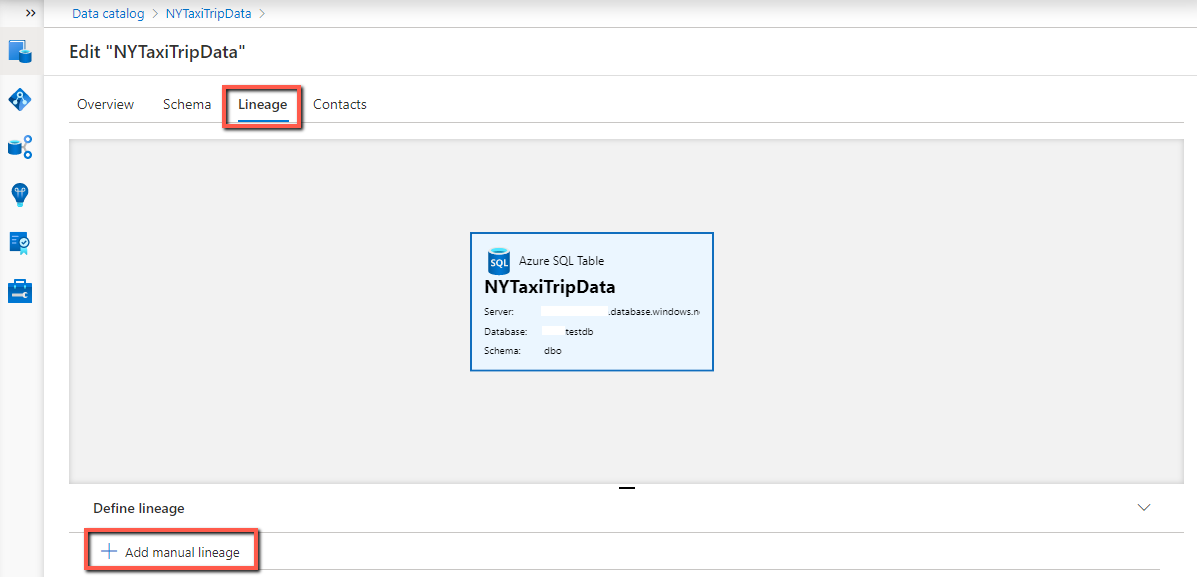 Data catalog > NYTaxiTripData >
Edit "NYTaxiTripData"
Overview Schema Lineage Contacts
SQL Azure SQL Table
NYTaxiTripData
Server: .database.windows.n
Database: testdb
Schema: dbo
Define lineage
+ Add manual lineage